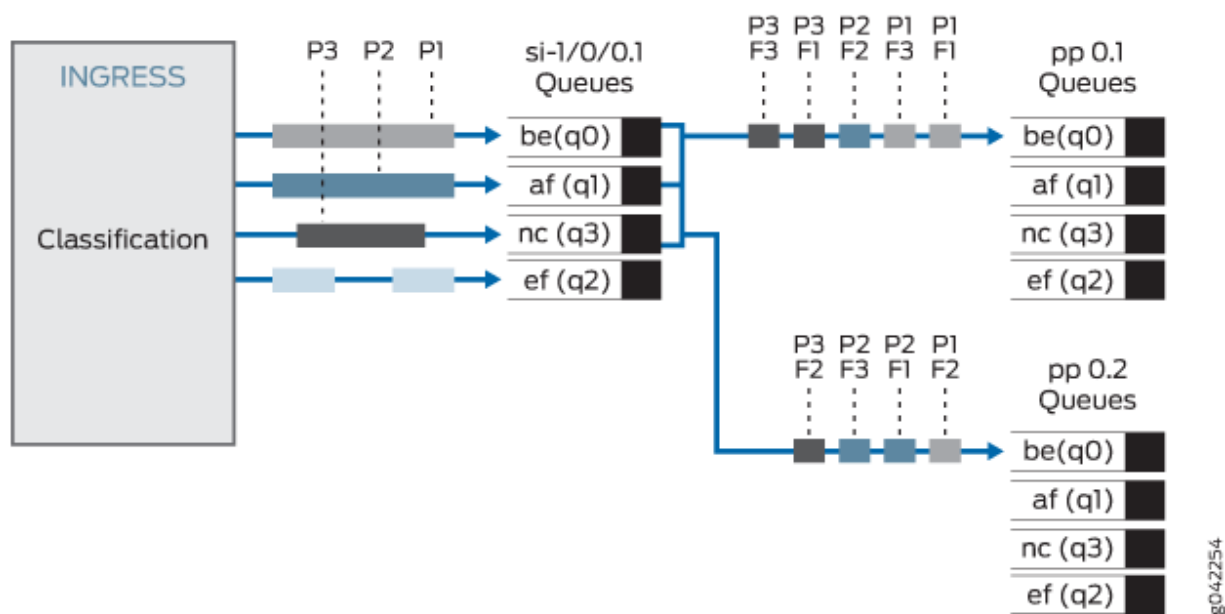 INGRESS
Classification
P3 P2 P1
si-1/0/0.1
Queues
be(q0)
af (q1)
nc (q3)
ef (q2)
P3 P3 P2 P1 P1
F3 F1 F2 F3 F1
pp 0.1
Queues
be(q0)
af (q1)
nc (q3)
ef (q2)
P3 P2 P2 P1
F2 F3 F1 F2
pp 0.2
Queues
be(q0)
af (q1)
nc (q3)
ef (q2)
g042254